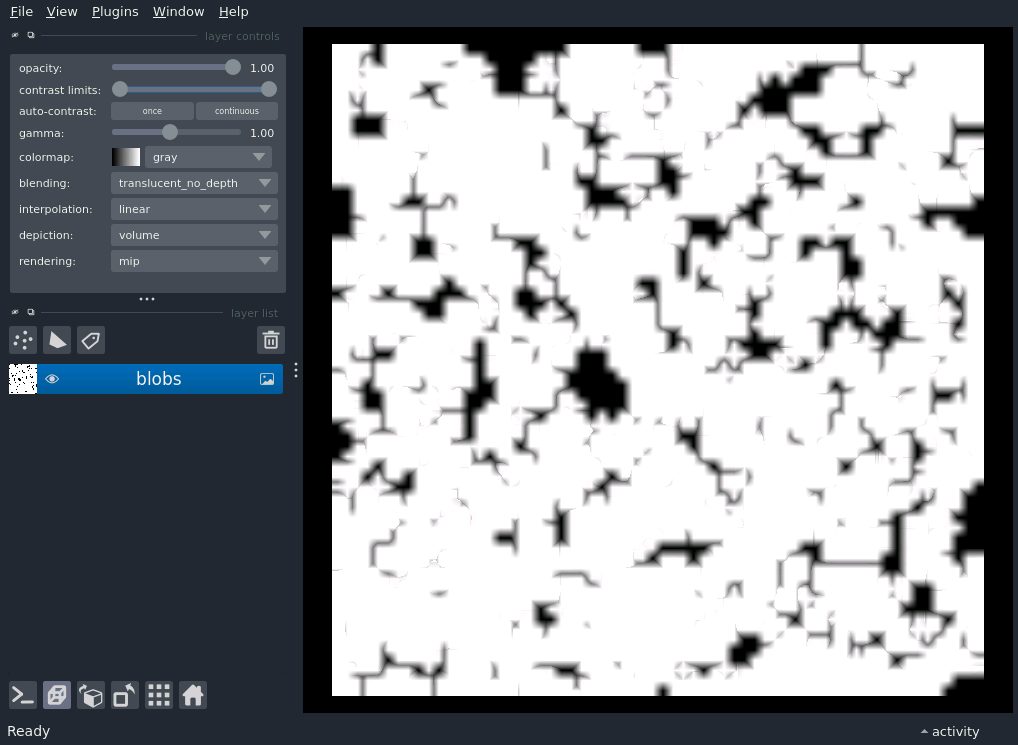 File View Plugins Window Help
layer controls
opacity: 1.00
contrast limits:
auto-contrast: once continuous
gamma: 1.00
colormap: gray
blending: translucent_no_depth
interpolation: linear
depiction: volume
rendering: mip
layer list
blobs
Ready activity